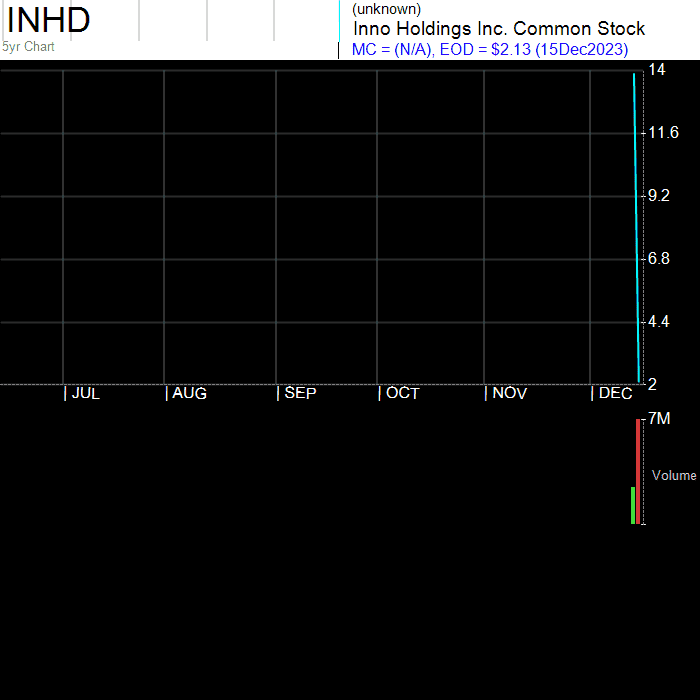 INHD
5yr Chart
(unknown)
Inno Holdings Inc. Common Stock
MC = (N/A), EOD = $2.13 (15Dec2023)
14
11.6
9.2
6.8
4.4
2
| JUL | AUG | SEP | OCT | NOV | DEC
7M
Volume